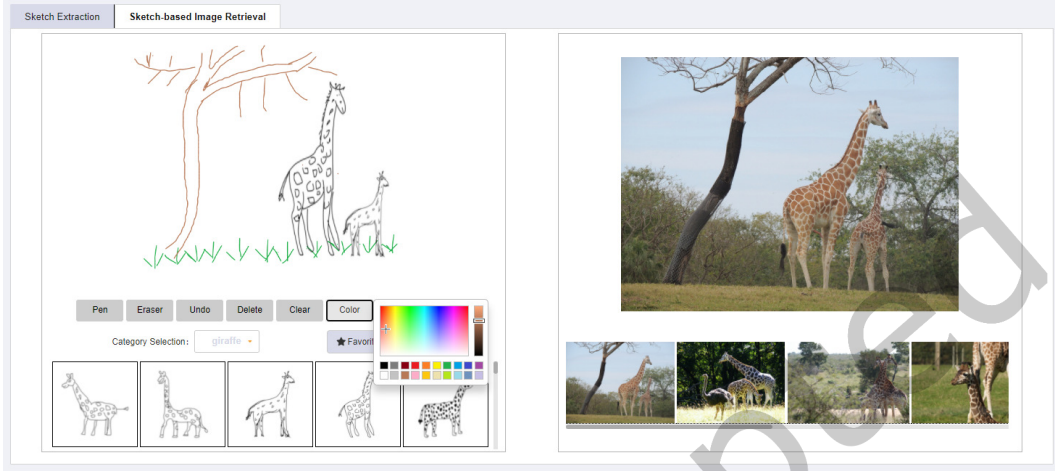 Sketch Extraction
Sketch-based Image Retrieval
Pen
Eraser
Undo
Delete
Clear
Color
Category Selection:
giraffe
★ Favorit